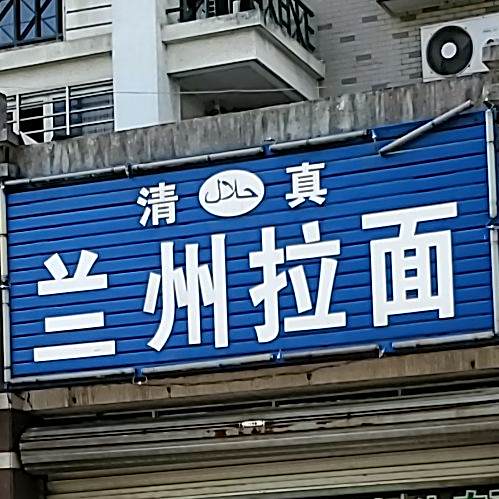 清 حلال 真
兰州拉面